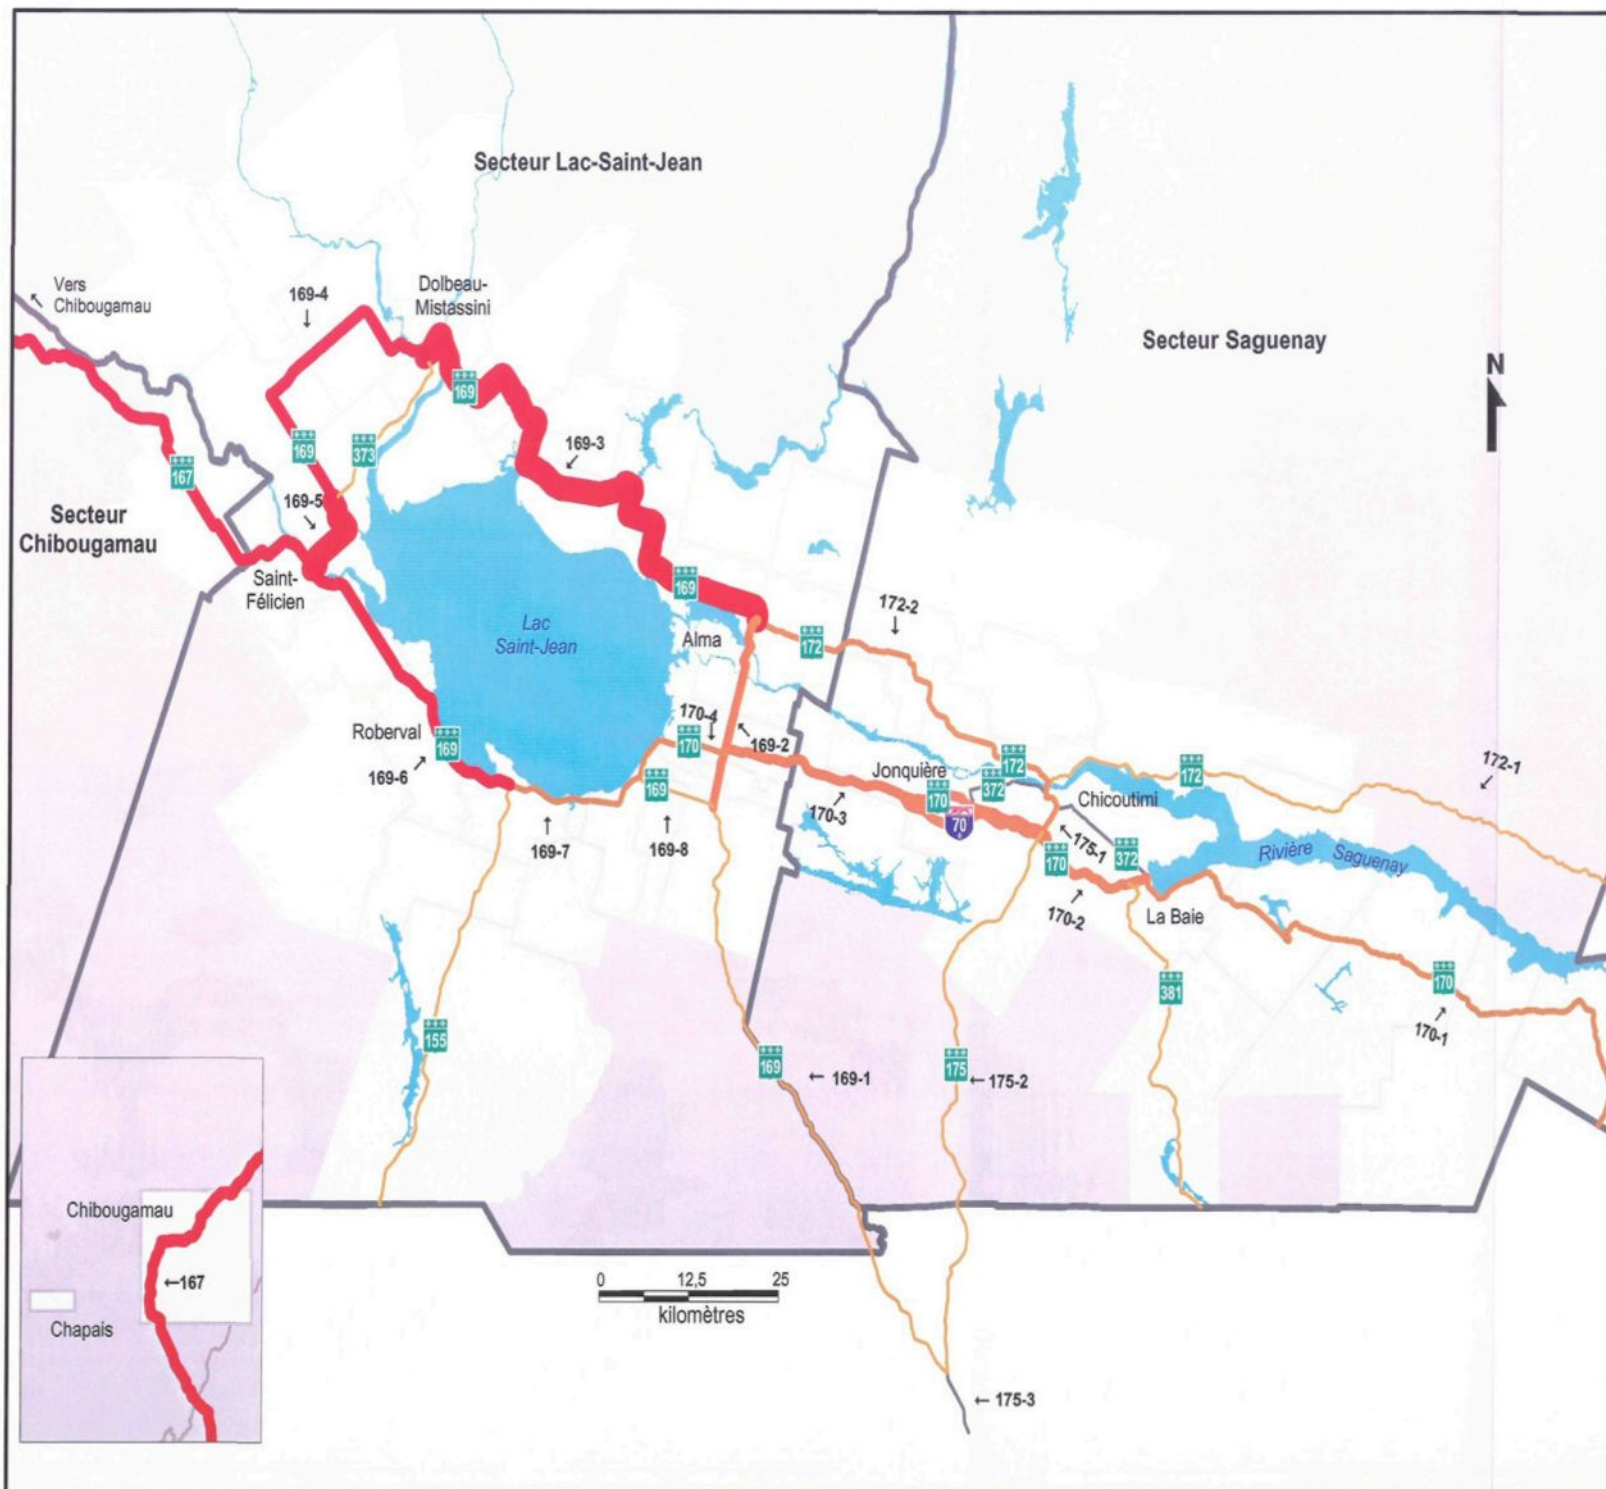 Secteur Lac-Saint-Jean
Vers
Chibougamau
169-4
Dolbeau-
Mistassini
Secteur Saguenay
N
169
169-3
169
373
167
169-5
Secteur
Chibougamau
Saint-
Félicien
169
172-2
Lac
Saint-Jean
Alma
172
170-4
Roberval
169
170
169-2
172
172
172-1
169-6
Jonquière
372
169
170
Chicoutimi
170-3
70
175-1
372
Rivière Saguenay
169-7
169-8
170
170-2
La Baie
381
170
155
170-1
169
169-1
175
175-2
Chibougamau
167
Chapais
0 12,5 25
kilomètres
175-3